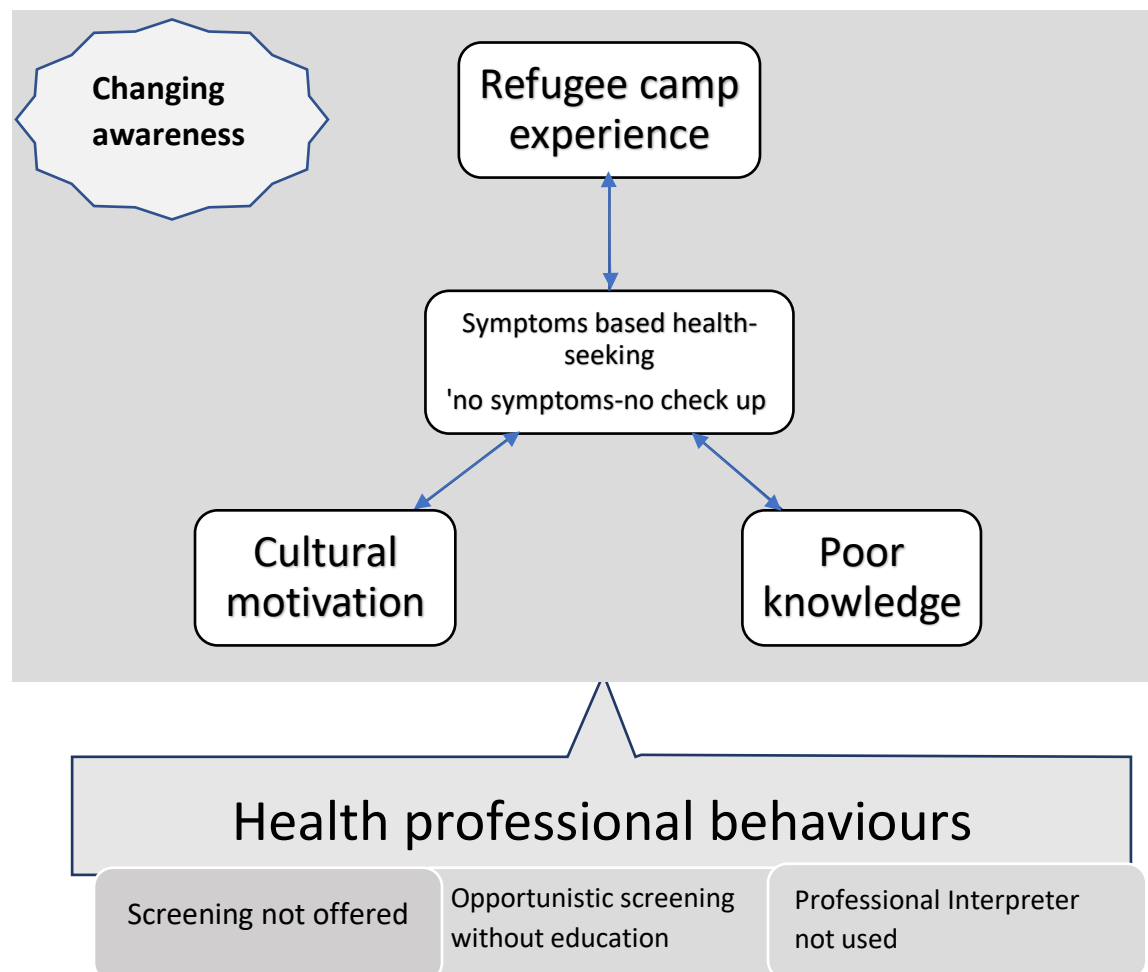 Changing
awareness
Refugee camp
experience
Symptoms based health-
seeking
'no symptoms-no check up
Cultural
motivation
Poor
knowledge
Health professional behaviours
Screening not offered
Opportunistic screening
without education
Professional Interpreter
not used